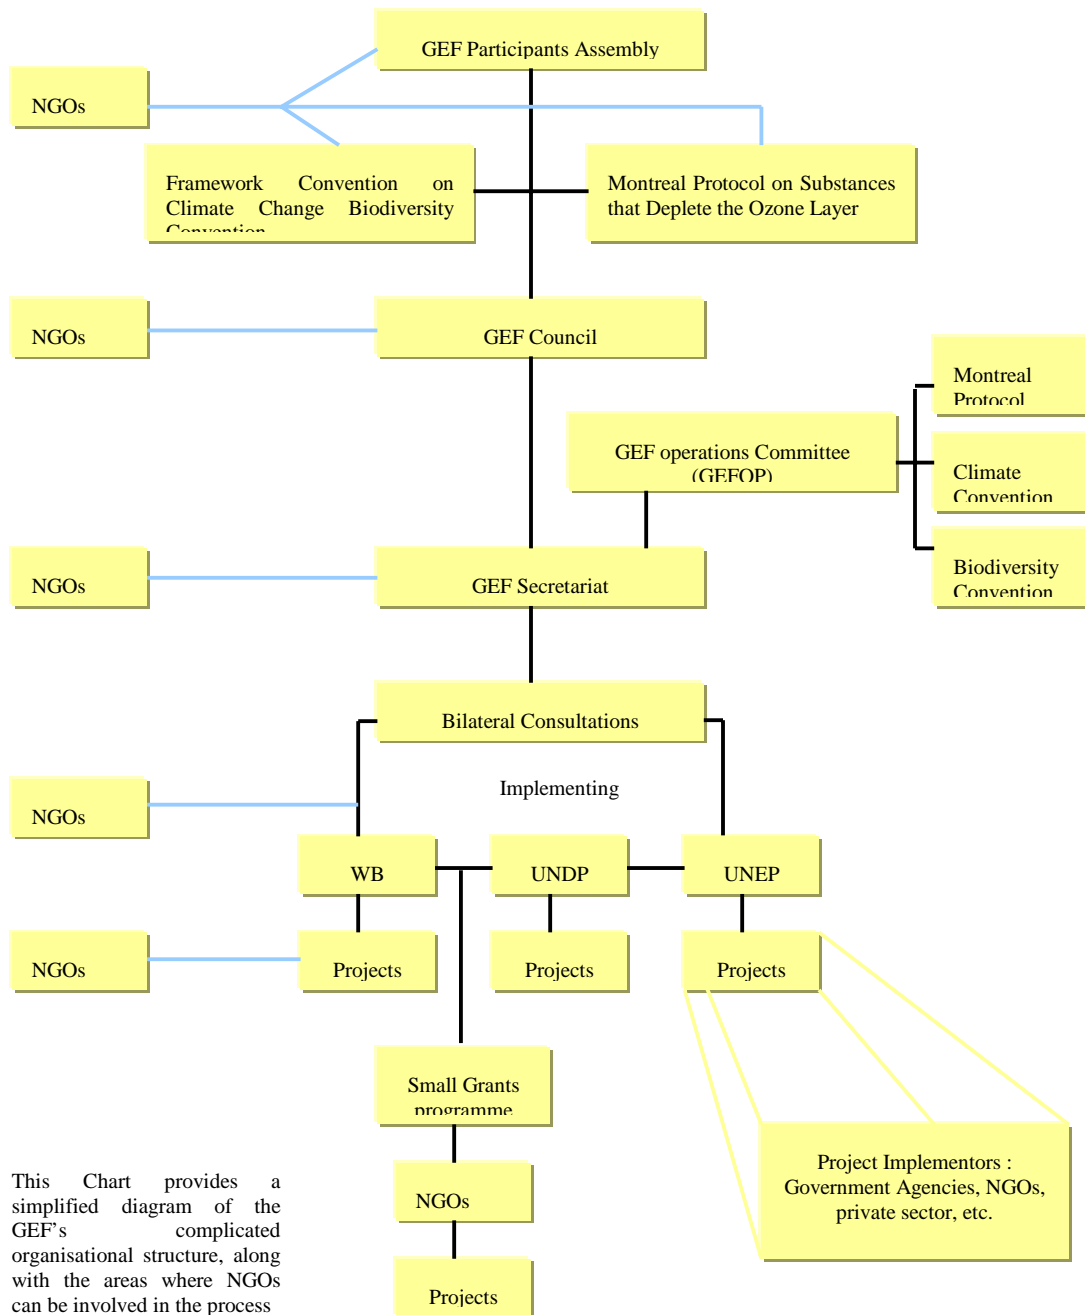 GEF Participants Assembly
NGOs
Framework Convention on
Climate Change Biodiversity
Convention
Montreal Protocol on Substances
that Deplete the Ozone Layer
NGOs
GEF Council
Montreal
Protocol
GEF operations Committee
(GEFOP)
Climate
Convention
NGOs
GEF Secretariat
Biodiversity
Convention
Bilateral Consultations
Implementing
NGOs
WB
UNDP
UNEP
NGOs
Projects
Projects
Projects
Small Grants
programme
Project Implementors :
Government Agencies, NGOs,
private sector, etc.
NGOs
Projects
This Chart provides a
simplified diagram of the
GEF's complicated
organisational structure, along
with the areas where NGOs
can be involved in the process